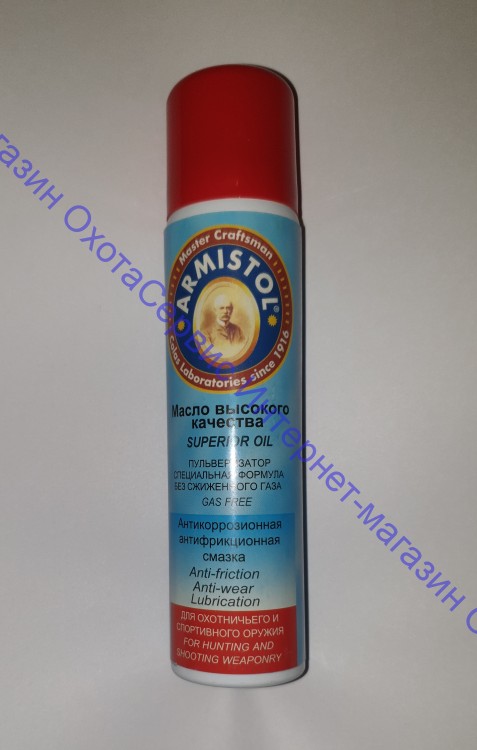 Master Craftsman
ARMISTOL®
Colas Laboratories since 1916
Масло высокого
качества
SUPERIOR OIL
ПУЛЬВЕРИЗАТОР
СПЕЦИАЛЬНАЯ ФОРМУЛА
БЕЗ СЖИЖЕННОГО ГАЗА
GAS FREE
Антикоррозионная
антифрикционная
смазка
Anti-friction
Anti-wear
Lubrication
ДЛЯ ОХОТНИЧЬЕГО И
СПОРТИВНОГО ОРУЖИЯ
FOR HUNTING AND
SHOOTING WEAPONRY
газин ОхотаСервис Интернет-магазин О